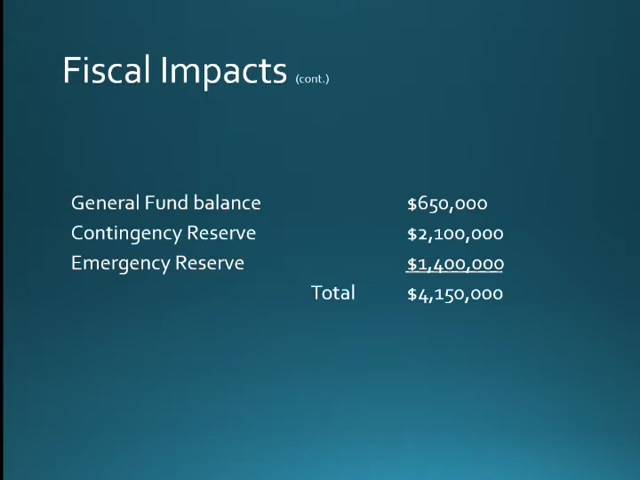 Fiscal Impacts (cont.)
General Fund balance $650,000
Contingency Reserve $2,100,000
Emergency Reserve $1,400,000
Total $4,150,000